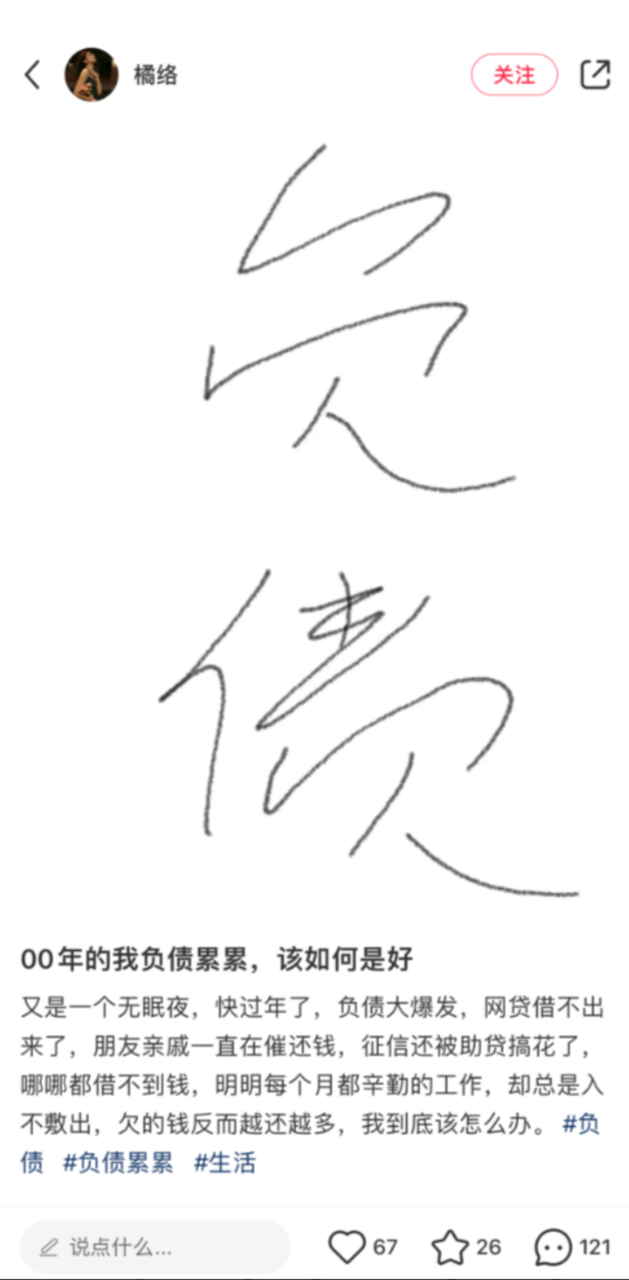 橘络
关注
负
债
00年的我负债累累，该如何是好
又是一个无眠夜，快过年了，负债大爆发，网贷借不出
来了，朋友亲戚一直在催还钱，征信还被助贷搞花了，
哪哪都借不到钱，明明每个月都辛勤的工作，却总是入
不敷出，欠的钱反而越还越多，我到底该怎么办。 #负
债 #负债累累 #生活
说点什么...
67
26
121